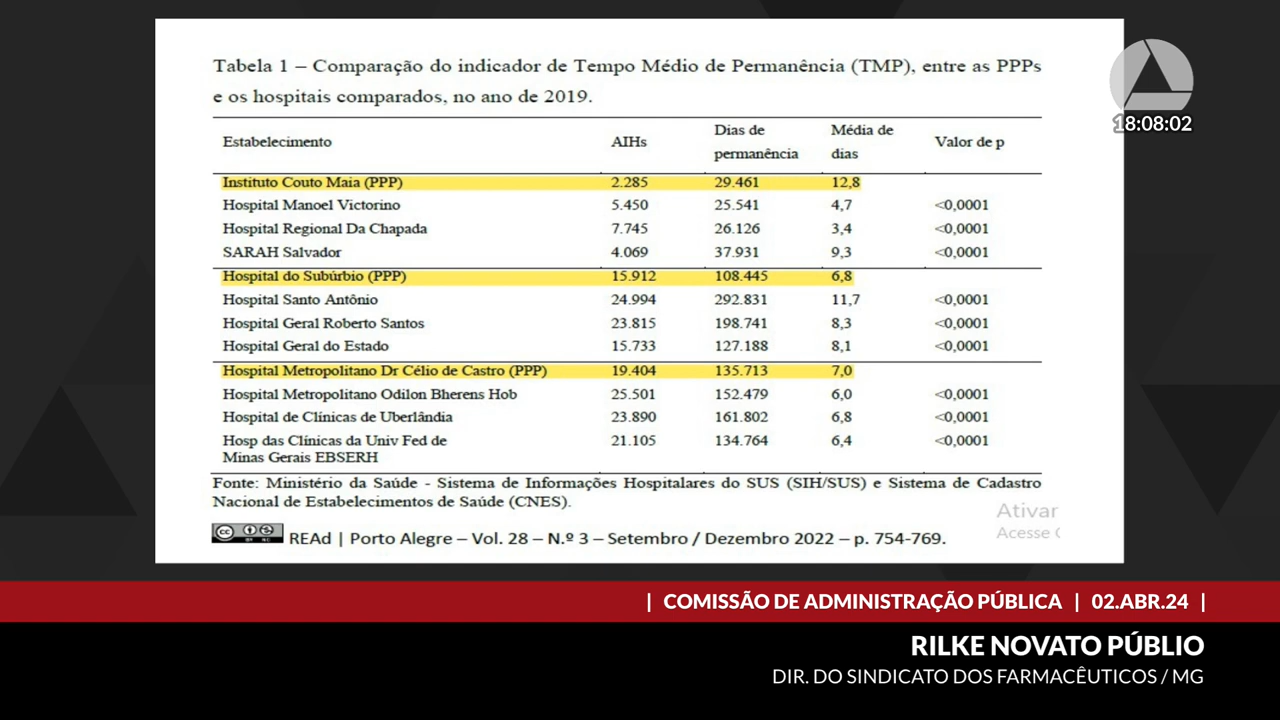 Tabela 1 – Comparação do indicador de Tempo Médio de Permanência (TMP), entre as PPPs
e os hospitais comparados, no ano de 2019.
Estabelecimento AIHs Dias de permanência Média de dias Valor de p
Instituto Couto Maia (PPP) 2.285 29.461 12,8
Hospital Manoel Victorino 5.450 25.541 4,7 <0,0001
Hospital Regional Da Chapada 7.745 26.126 3,4 <0,0001
SARAH Salvador 4.069 37.931 9,3 <0,0001
Hospital do Subúrbio (PPP) 15.912 108.445 6,8
Hospital Santo Antônio 24.994 292.831 11,7 <0,0001
Hospital Geral Roberto Santos 23.815 198.741 8,3 <0,0001
Hospital Geral do Estado 15.733 127.188 8,1 <0,0001
Hospital Metropolitano Dr Célio de Castro (PPP) 19.404 135.713 7,0
Hospital Metropolitano Odilon Bherens Hob 25.501 152.479 6,0 <0,0001
Hospital de Clínicas de Uberlândia 23.890 161.802 6,8 <0,0001
Hosp das Clínicas da Univ Fed de 21.105 134.764 6,4 <0,0001
Minas Gerais EBSERH
Fonte: Ministério da Saúde - Sistema de Informações Hospitalares do SUS (SIH/SUS) e Sistema de Cadastro
Nacional de Estabelecimentos de Saúde (CNES).
Ativar
Acesse
cc
REAd | Porto Alegre – Vol. 28 – N.º 3 – Setembro / Dezembro 2022 – p. 754-769.
18:08:02
| COMISSÃO DE ADMINISTRAÇÃO PÚBLICA | 02.ABR.24 |
RILKE NOVATO PÚBLIO
DIR. DO SINDICATO DOS FARMACÊUTICOS / MG